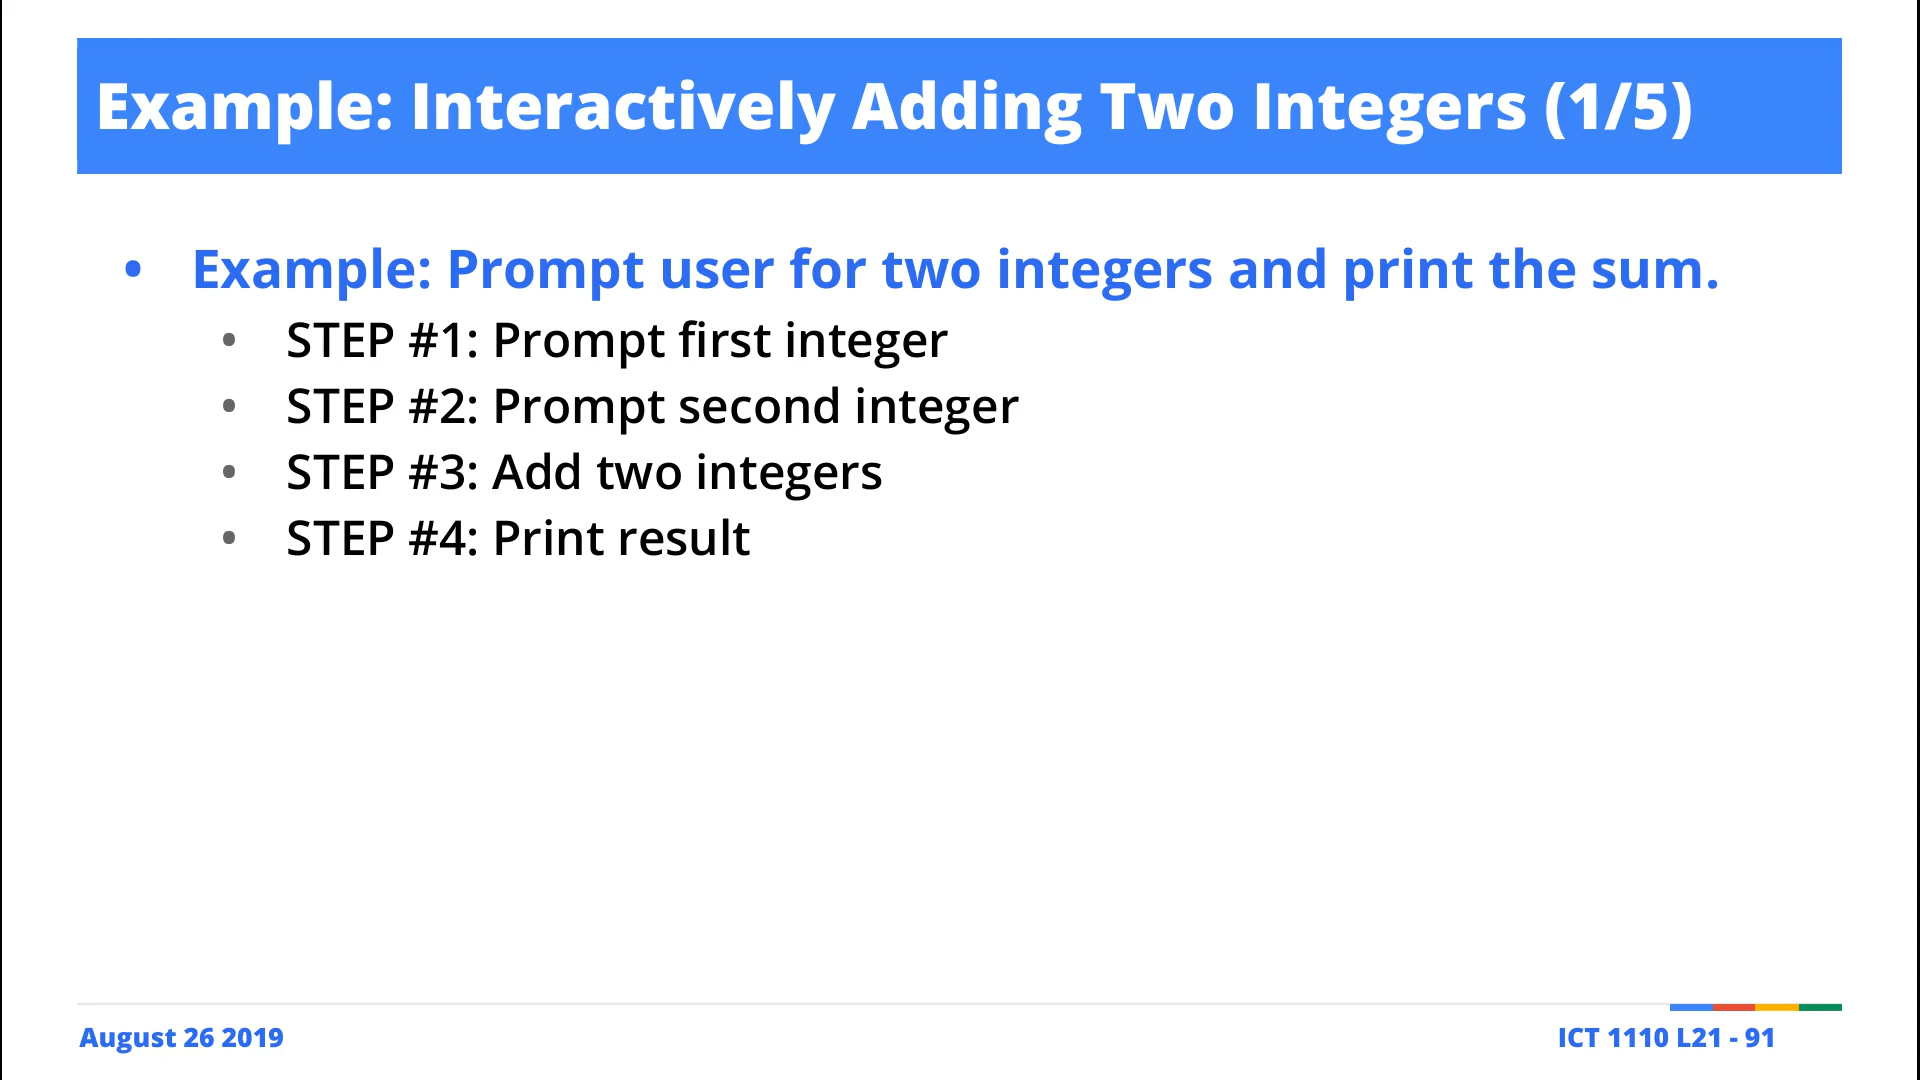 Example: Interactively Adding Two Integers (1/5)
• Example: Prompt user for two integers and print the sum.
• STEP #1: Prompt first integer
• STEP #2: Prompt second integer
• STEP #3: Add two integers
• STEP #4: Print result
August 26 2019
ICT 1110 L21 - 91